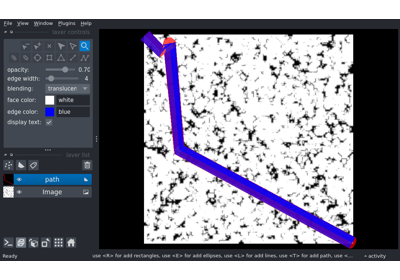 File View Window Plugins Help
layer controls
opacity: 0.70
edge width: 4
blending: translucen
face color: white
edge color: blue
display text:
layer list
path
Image
Ready
use <R> for add rectangles, use <E> for add ellipses, use <L> for add lines, use <T> for add path, use <...
activity